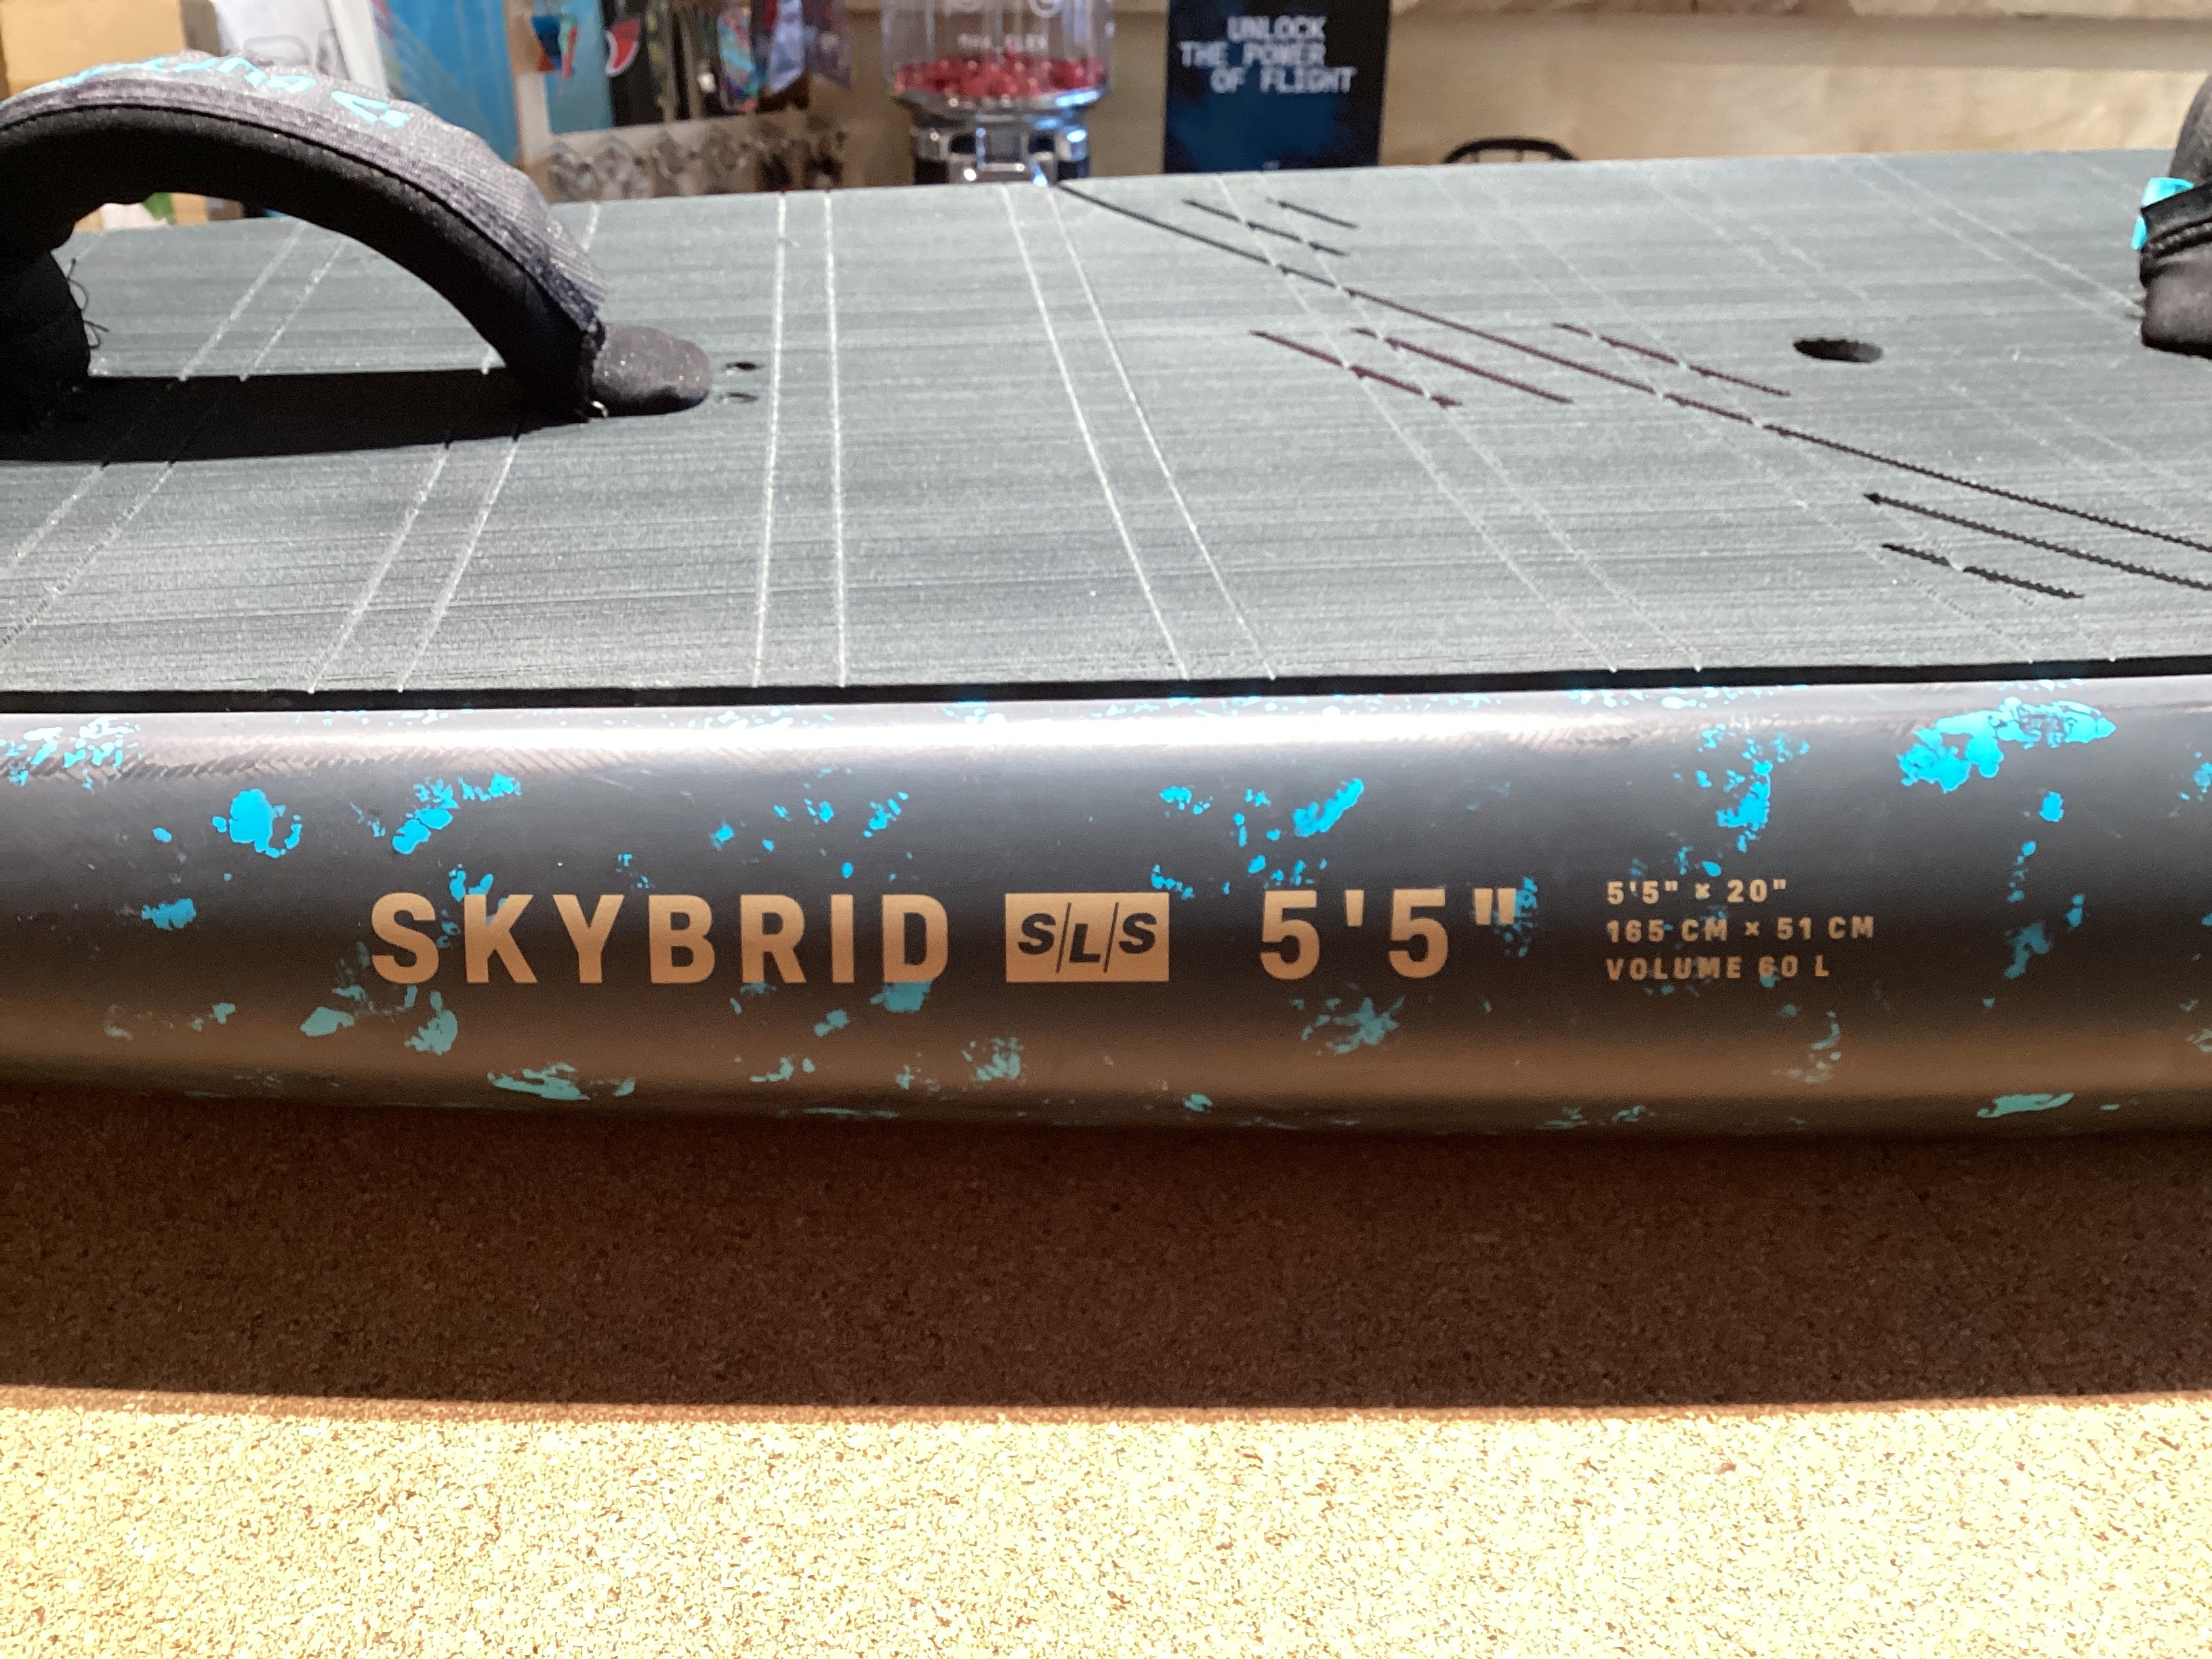 UNLOCK
THE POWER
OF FLIGHT
SKYBRID S/L/S 5'5"
5'5" × 20"
165 CM × 51 CM
VOLUME 60 L